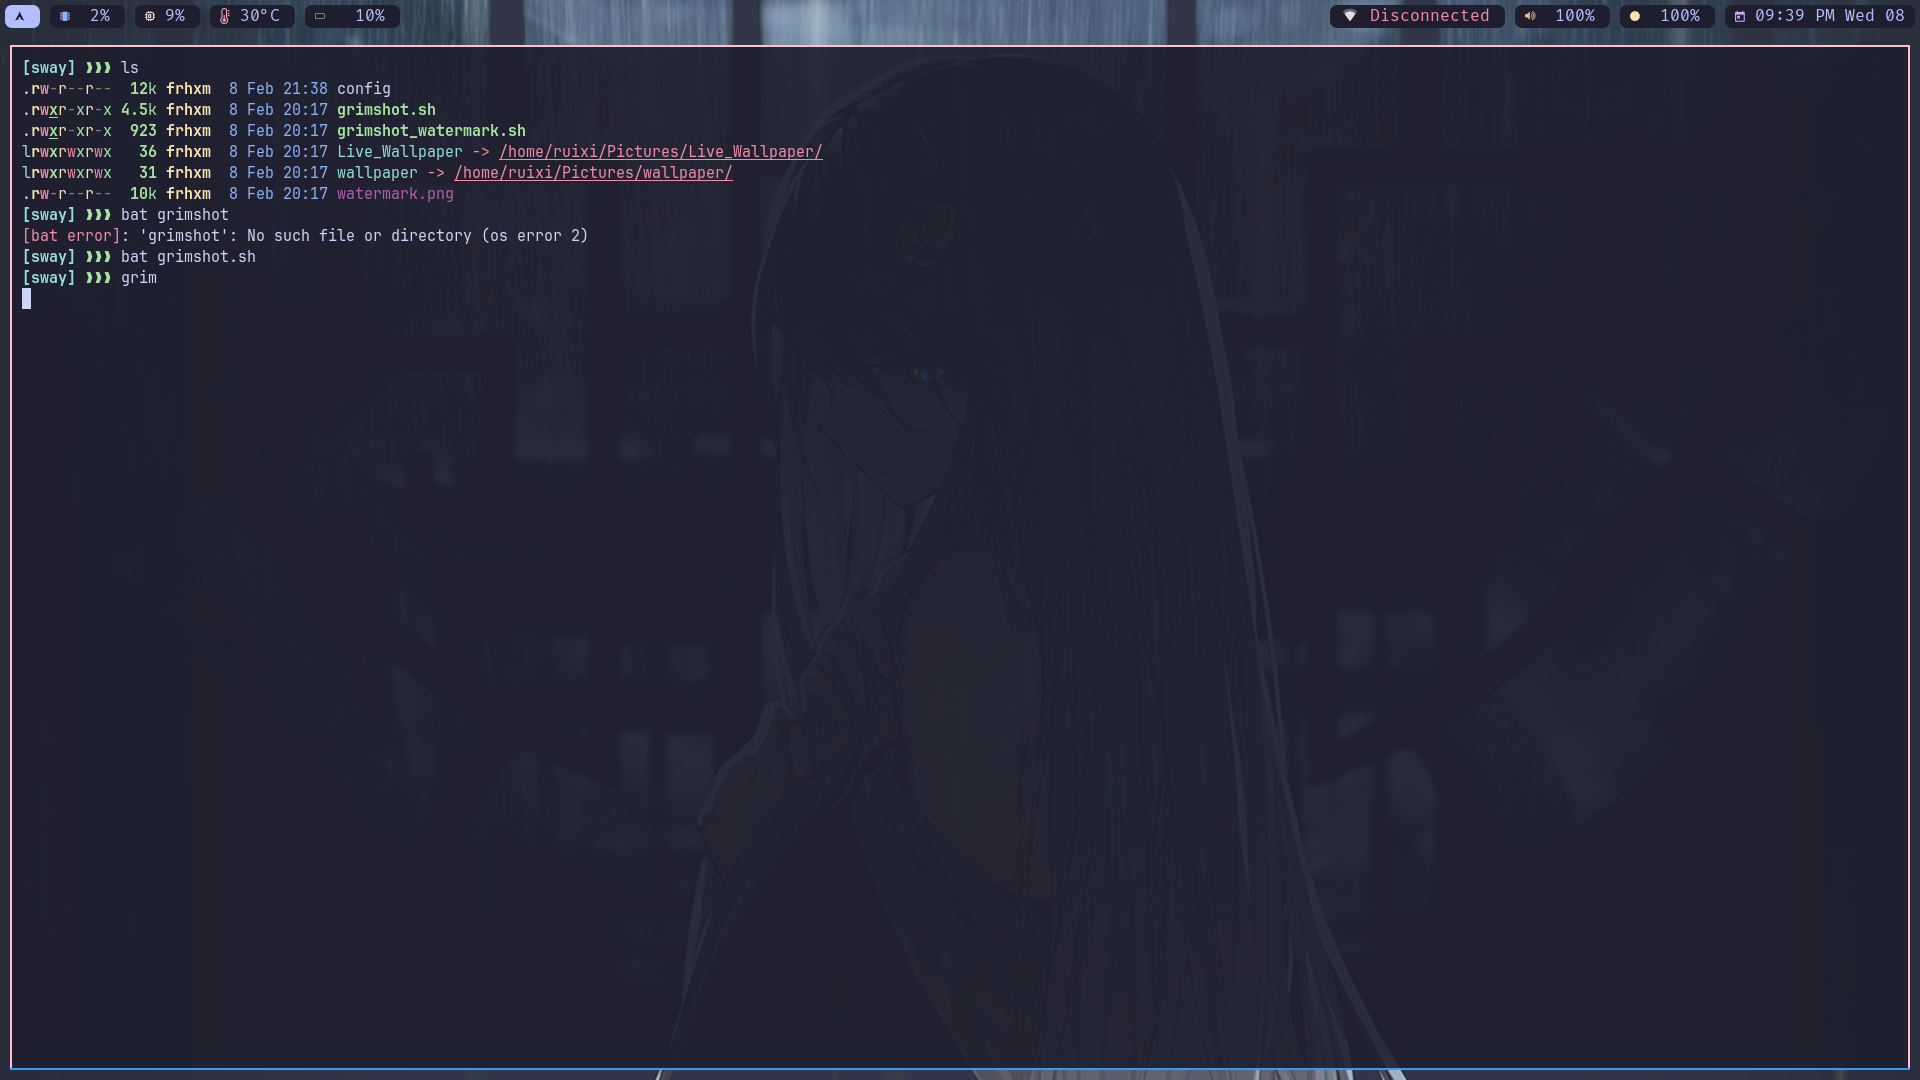 2% 9% 30°C 10% Disconnected 100% 100% 09:39 PM Wed 08
[sway] ❯❯❯ ls
.rw-r--r-- 12k frhxm 8 Feb 21:38 config
.rwxr-xr-x 4.5k frhxm 8 Feb 20:17 grimshot.sh
.rwxr-xr-x 923 frhxm 8 Feb 20:17 grimshot_watermark.sh
lrwxrwxrwx 36 frhxm 8 Feb 20:17 Live_Wallpaper -> /home/ruixi/Pictures/Live_Wallpaper/
lrwxrwxrwx 31 frhxm 8 Feb 20:17 wallpaper -> /home/ruixi/Pictures/wallpaper/
.rw-r--r-- 10k frhxm 8 Feb 20:17 watermark.png
[sway] ❯❯❯ bat grimshot
[bat error]: 'grimshot': No such file or directory (os error 2)
[sway] ❯❯❯ bat grimshot.sh
[sway] ❯❯❯ grim